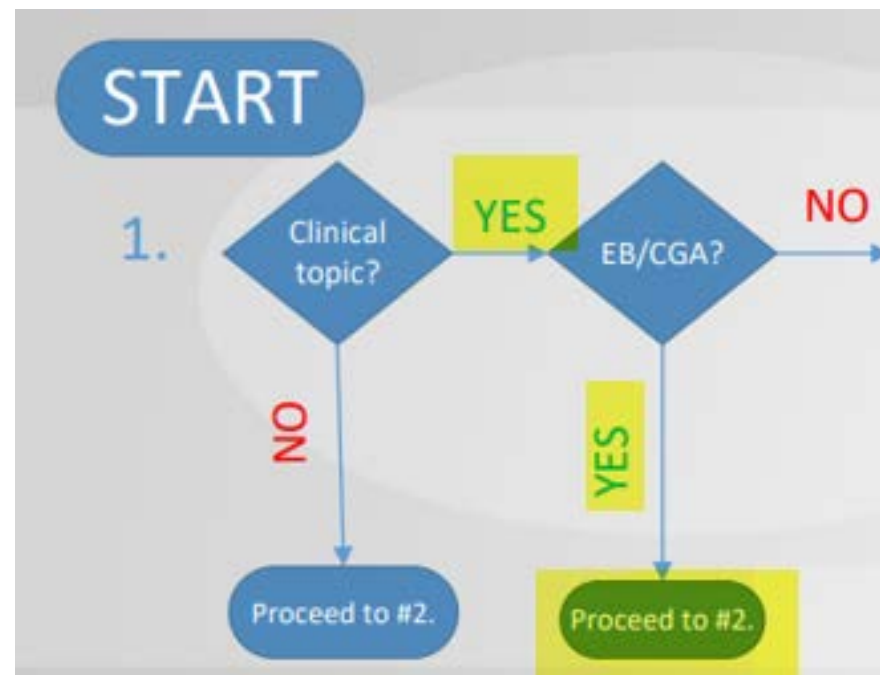 START
1.
Clinical
topic?
YES
EB/CGA?
NO
NO
YES
Proceed to #2.
Proceed to #2.